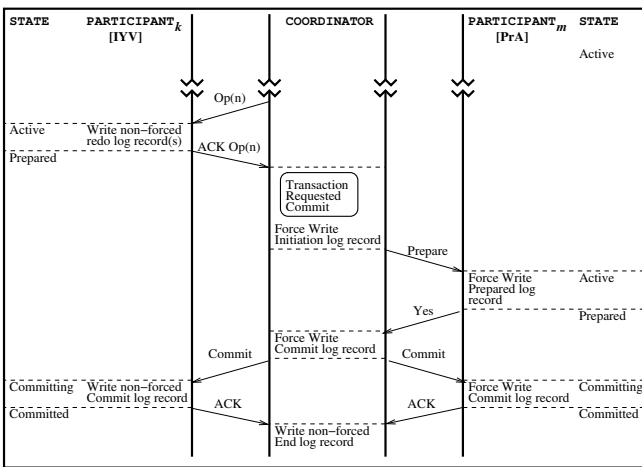 STATE PARTICIPANTk COORDINATOR PARTICIPANTm STATE
[IYV] [PrA]
Active
Op(n)
Active Write non-forced
redo log record(s)
Prepared ACK Op(n)
Transaction
Requested
Commit
Force Write
Initiation log record
Prepare
Force Write Active
Prepared log
record
Yes Prepared
Force Write
Commit log record
Commit Commit
Committing Write non-forced Force Write Committing
Commit log record Commit log record
Committed ACK ACK Committed
Write non-forced
End log record